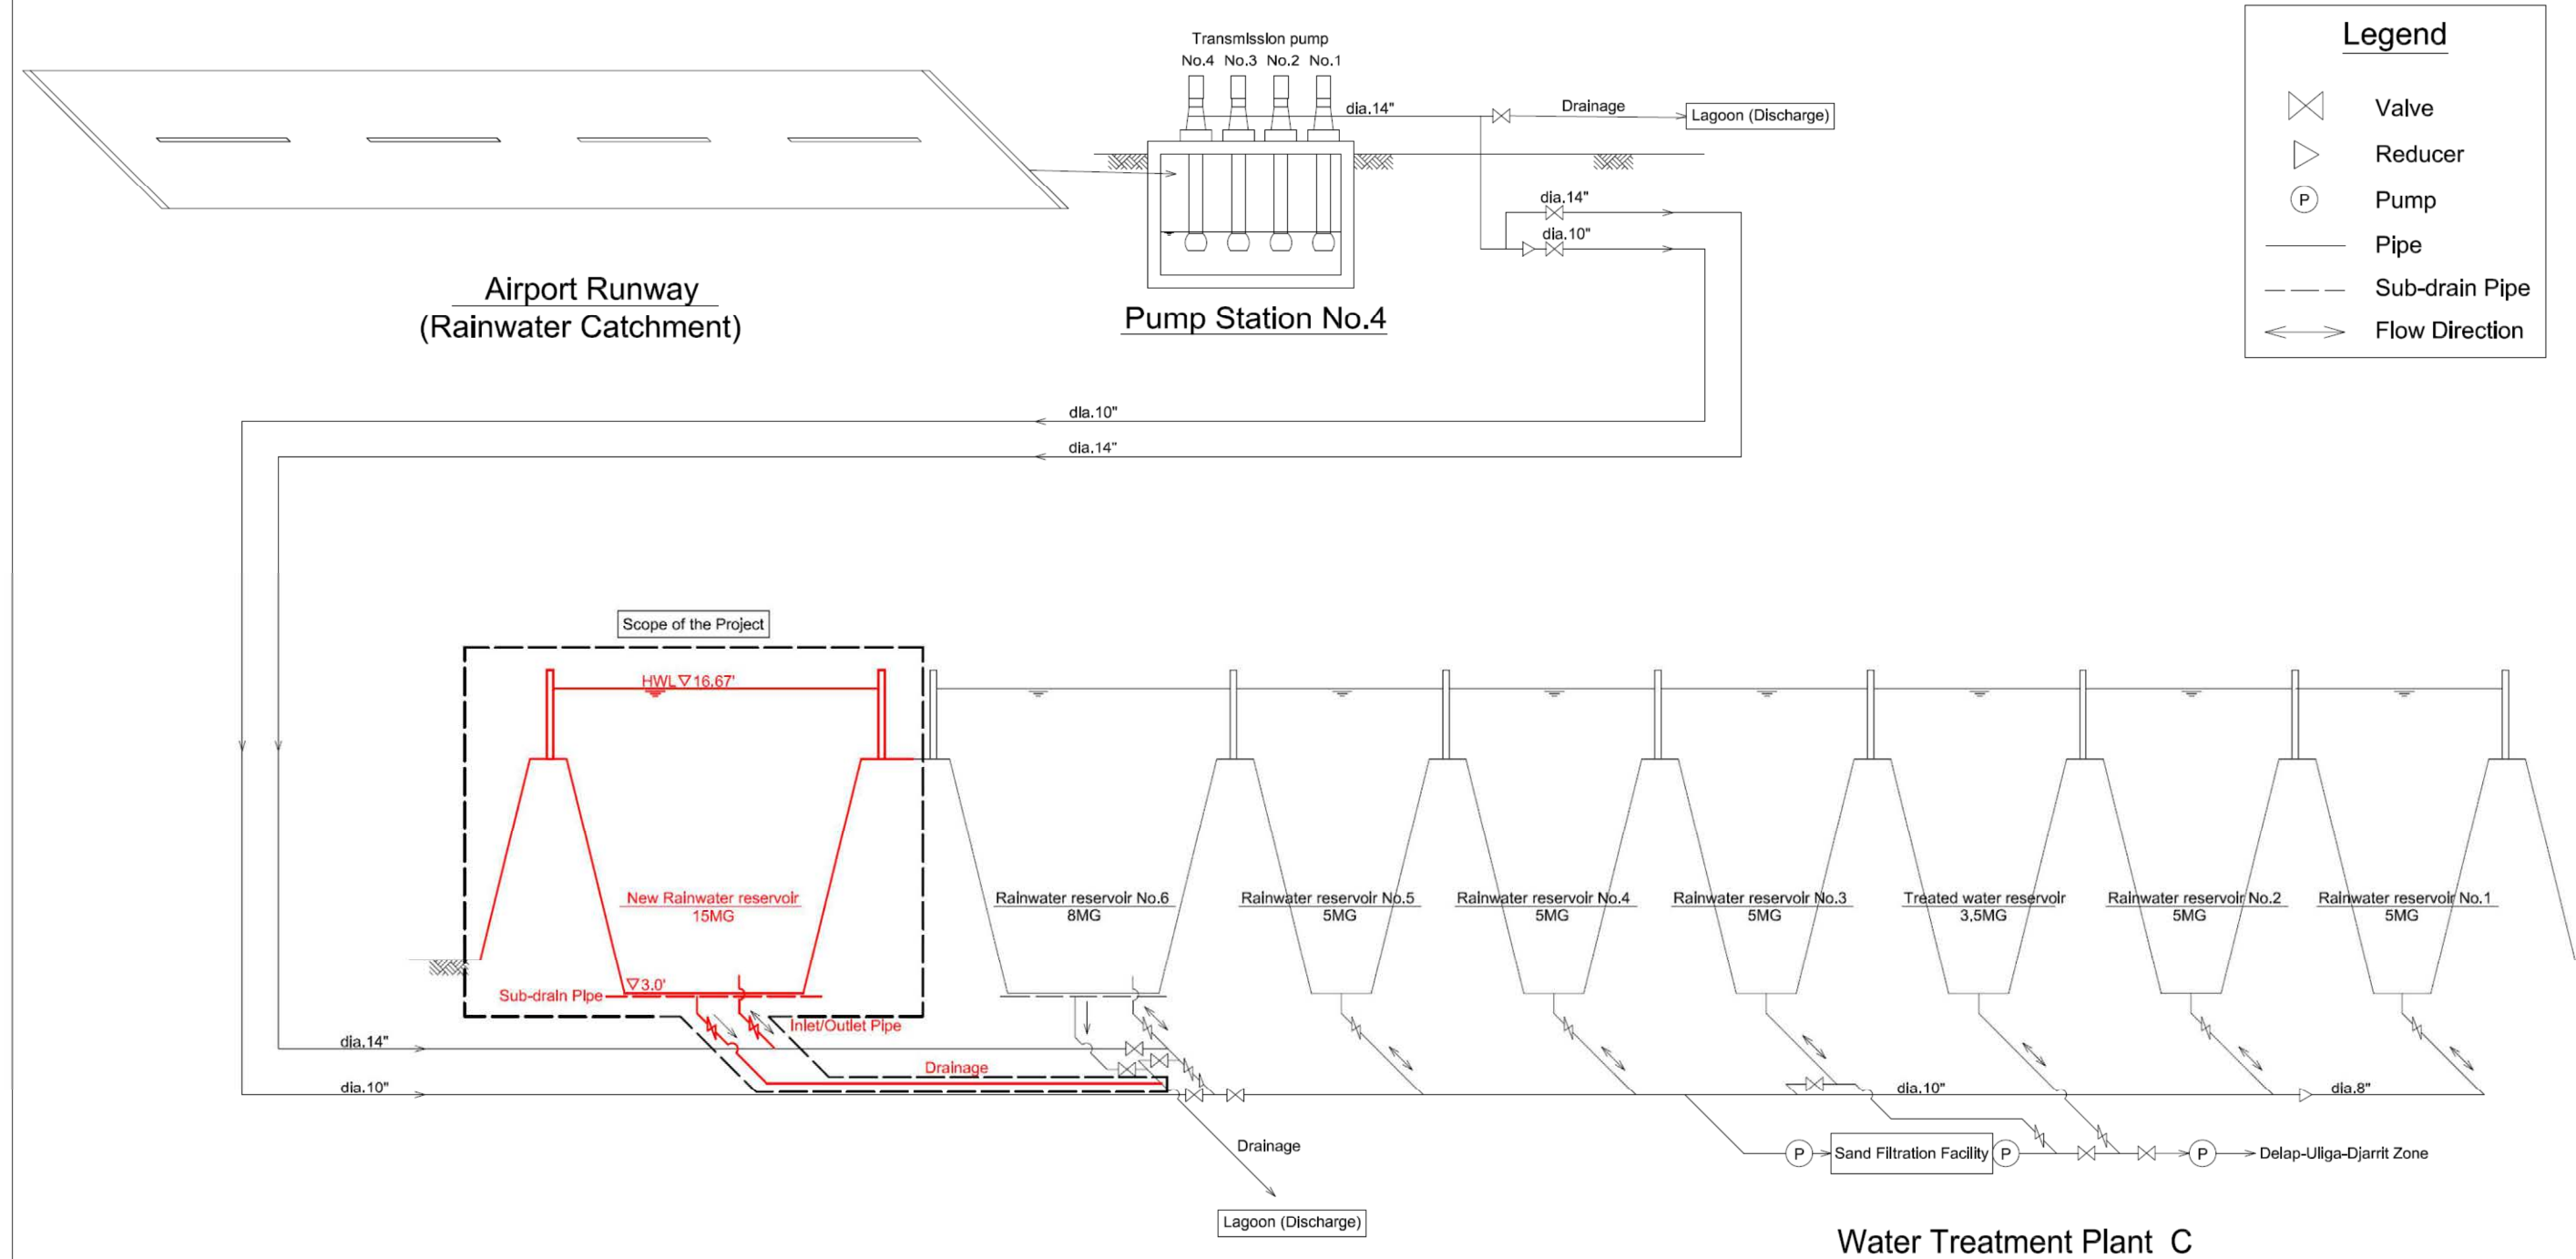 Transmission pump
No.4 No.3 No.2 No.1
dia.14"
Drainage
Lagoon (Discharge)
Legend
Valve
Reducer
P
Pump
Pipe
Sub-drain Pipe
Flow Direction
dia.14"
dia.10"
Airport Runway
(Rainwater Catchment)
Pump Station No.4
dia.10"
dia.14"
Scope of the Project
HWL▽16.67'
New Rainwater reservoir
15MG
Rainwater reservoir No.6
8MG
Rainwater reservoir No.5
5MG
Rainwater reservoir No.4
5MG
Rainwater reservoir No.3
5MG
Treated water reservoir
3.5MG
Rainwater reservoir No.2
5MG
Rainwater reservoir No.1
5MG
▽3.0'
Sub-drain Pipe
Inlet/Outlet Pipe
dia.14"
Drainage
dia.10"
dia.10"
dia.8"
Drainage
P
Sand Filtration Facility
P
P
Delap-Uliga-Djarrit Zone
Lagoon (Discharge)
Water Treatment Plant C